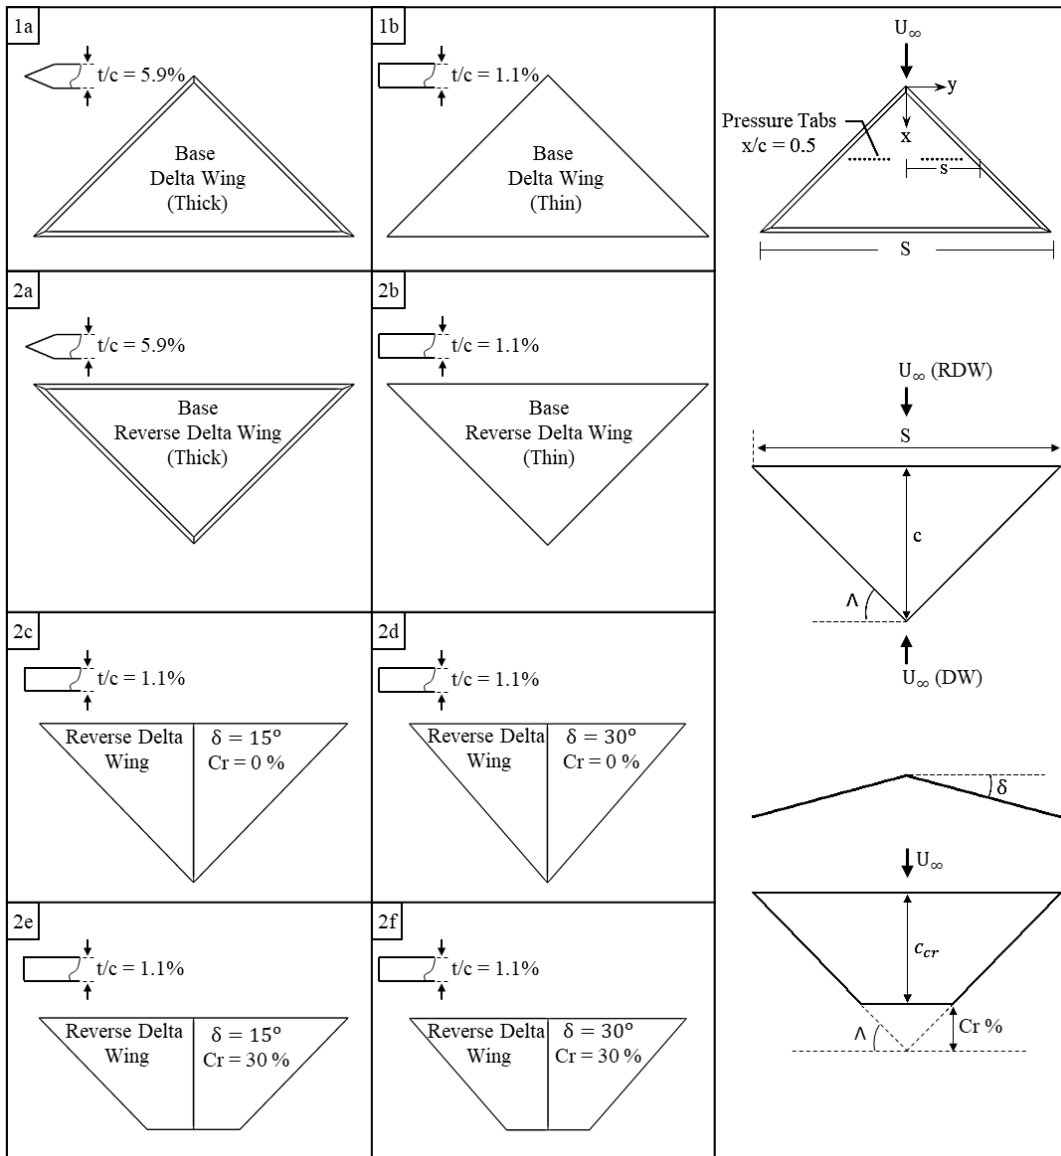 1a
t/c = 5.9%
Base
Delta Wing
(Thick)
1b
t/c = 1.1%
Base
Delta Wing
(Thin)
U∞
y
x
Pressure Tabs
x/c = 0.5
s
S
2a
t/c = 5.9%
Base
Reverse Delta Wing
(Thick)
2b
t/c = 1.1%
Base
Reverse Delta Wing
(Thin)
U∞ (RDW)
S
c
Λ
U∞ (DW)
2c
t/c = 1.1%
Reverse Delta
Wing
δ = 15°
Cr = 0 %
2d
t/c = 1.1%
Reverse Delta
Wing
δ = 30°
Cr = 0 %
δ
U∞
2e
t/c = 1.1%
Reverse Delta
Wing
δ = 15°
Cr = 30 %
2f
t/c = 1.1%
Reverse Delta
Wing
δ = 30°
Cr = 30 %
c_cr
Λ
Cr %